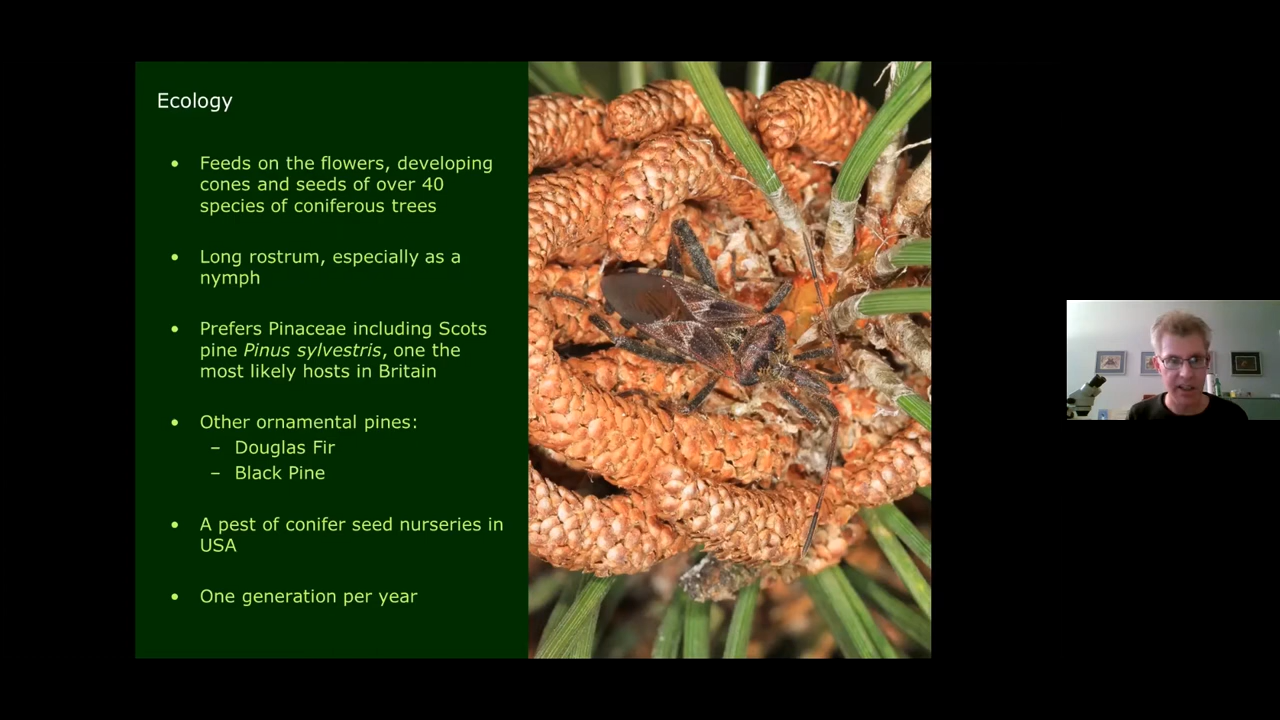 Ecology
• Feeds on the flowers, developing
cones and seeds of over 40
species of coniferous trees
• Long rostrum, especially as a
nymph
• Prefers Pinaceae including Scots
pine Pinus sylvestris, one the
most likely hosts in Britain
• Other ornamental pines:
– Douglas Fir
– Black Pine
• A pest of conifer seed nurseries in
USA
• One generation per year